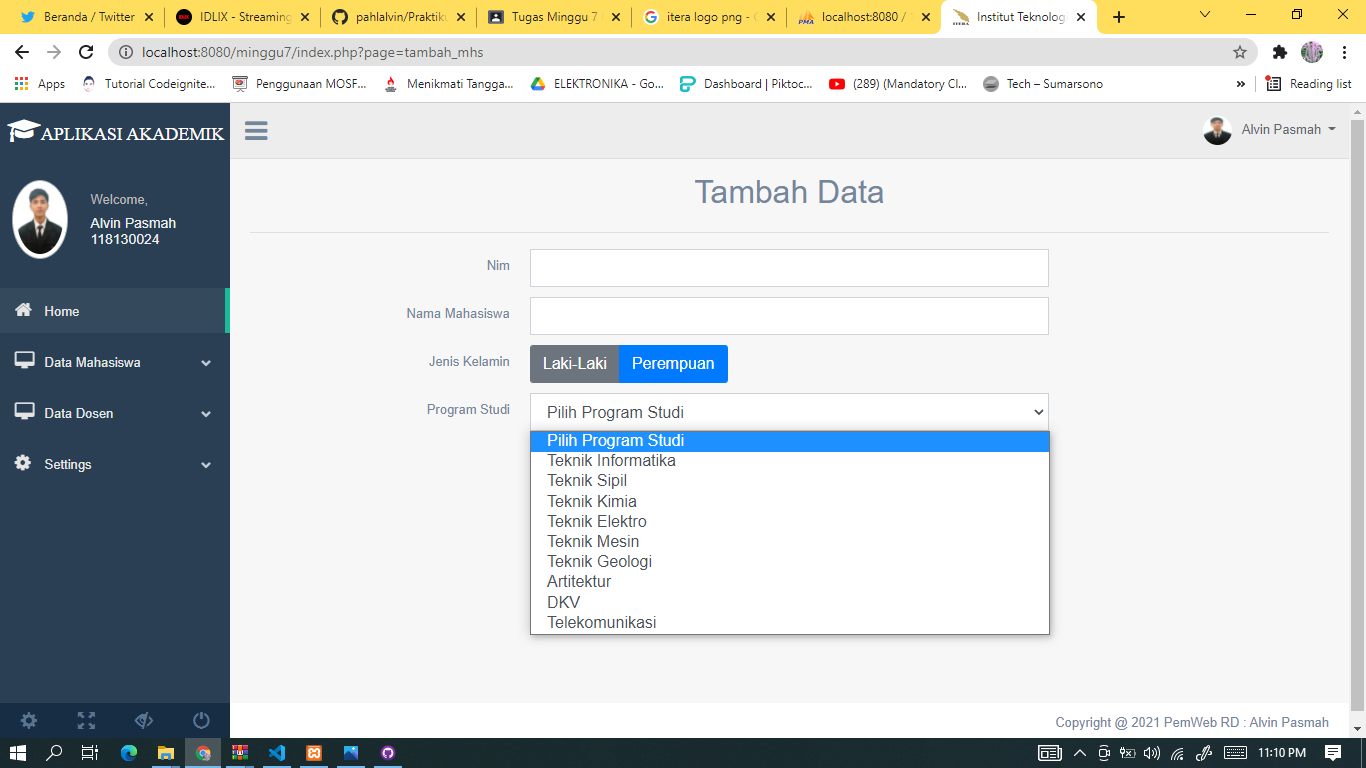 Beranda / Twitter
IDLIX - Streaming
pahlalvin/Praktiku
Tugas Minggu 7
itera logo png - G
localhost:8080 /
Institut Teknolog
localhost:8080/minggu7/index.php?page=tambah_mhs
Apps
Tutorial Codeignite...
Penggunaan MOSF...
Menikmati Tangga...
ELEKTRONIKA - Go...
Dashboard | Piktoc...
(289) (Mandatory Cl...
Tech – Sumarsono
»
Reading list
APLIKASI AKADEMIK
Alvin Pasmah
Welcome,
Alvin Pasmah
118130024
Home
Data Mahasiswa
Data Dosen
Settings
Tambah Data
Nim
Nama Mahasiswa
Jenis Kelamin
Laki-Laki
Perempuan
Program Studi
Pilih Program Studi
Pilih Program Studi
Teknik Informatika
Teknik Sipil
Teknik Kimia
Teknik Elektro
Teknik Mesin
Teknik Geologi
Artitektur
DKV
Telekomunikasi
Copyright @ 2021 PemWeb RD : Alvin Pasmah
11:10 PM